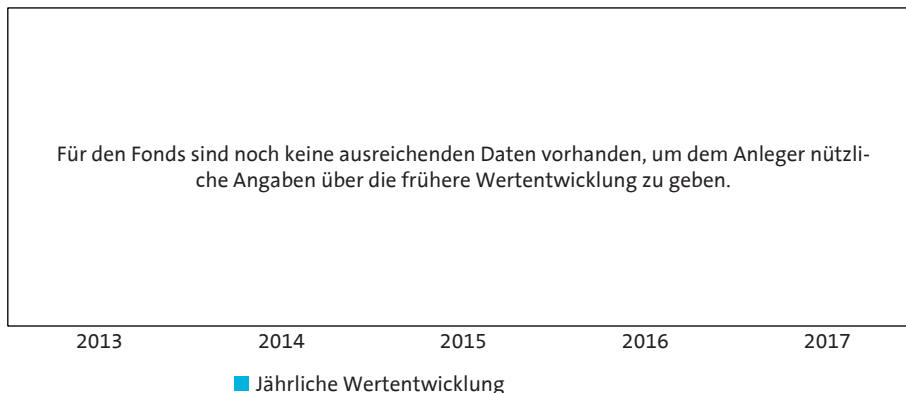 Für den Fonds sind noch keine ausreichenden Daten vorhanden, um dem Anleger nützli-
che Angaben über die frühere Wertentwicklung zu geben.
2013 2014 2015 2016 2017
Jährliche Wertentwicklung